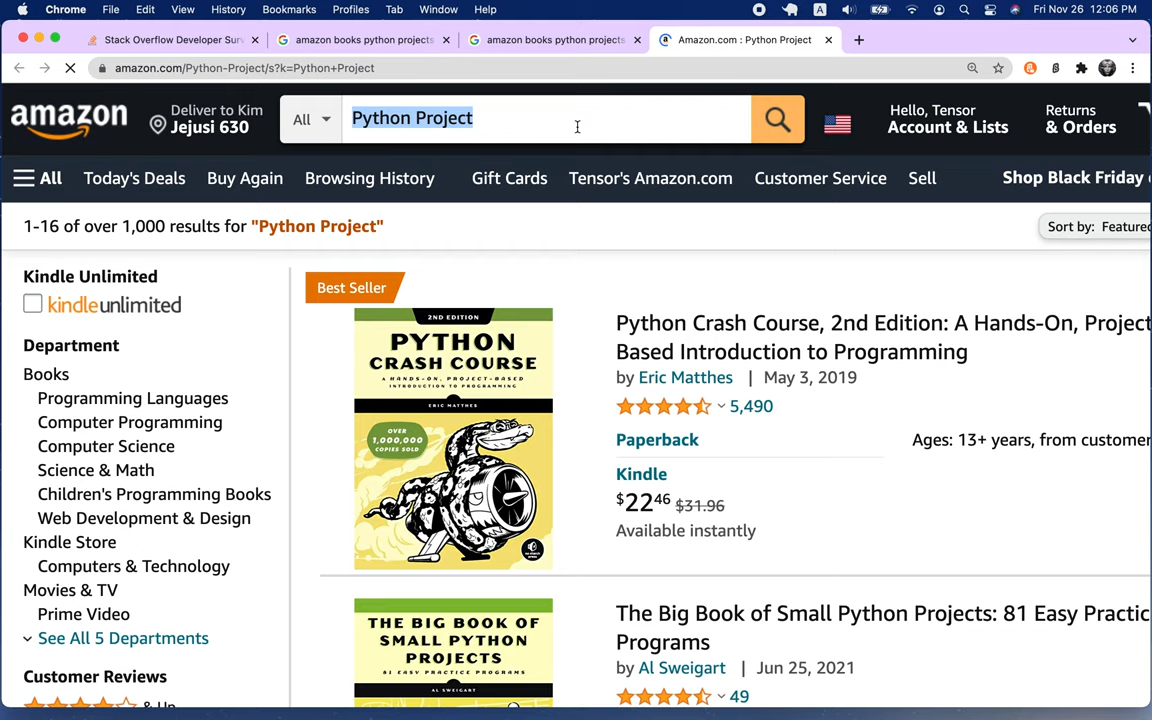 Chrome File Edit View History Bookmarks Profiles Tab Window Help A Fri Nov 26 12:06 PM
Stack Overflow Developer Sur
amazon books python projects
amazon books python projects
Amazon.com : Python Project
amazon.com/Python-Project/s?k=Python+Project
amazon
Deliver to Kim
Jejusi 630
All
Python Project
Hello, Tensor
Account & Lists
Returns
& Orders
All Today's Deals Buy Again Browsing History Gift Cards Tensor's Amazon.com Customer Service Sell Shop Black Friday
1-16 of over 1,000 results for "Python Project"
Sort by: Featured
Kindle Unlimited
kindleunlimited
Department
Books
Programming Languages
Computer Programming
Computer Science
Science & Math
Children's Programming Books
Web Development & Design
Kindle Store
Computers & Technology
Movies & TV
Prime Video
See All 5 Departments
Customer Reviews
& Up
Best Seller
2ND EDITION
PYTHON
CRASH COURSE
A HANDS-ON, PROJECT-BASED
INTRODUCTION TO PROGRAMMING
ERIC MATTHES
OVER
1,000,000
COPIES SOLD
Python Crash Course, 2nd Edition: A Hands-On, Project
Based Introduction to Programming
by Eric Matthes | May 3, 2019
5,490
Paperback
Ages: 13+ years, from customer
Kindle
$22 46 $31.96
Available instantly
THE BIG BOOK OF
SMALL PYTHON
PROJECTS
81 EASY PRACTICE PROGRAMS
AL SWEIGART
The Big Book of Small Python Projects: 81 Easy Practic
Programs
by Al Sweigart | Jun 25, 2021
49